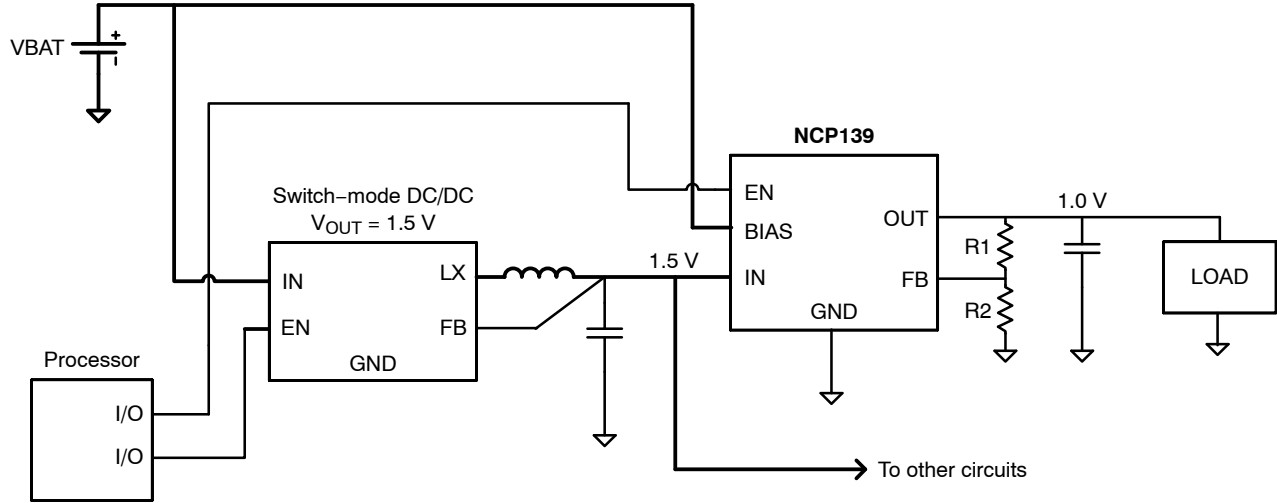 VBAT
+
NCP139
Switch−mode DC/DC
VOUT = 1.5 V
EN
BIAS
IN
GND
OUT
FB
1.0 V
R1
R2
LOAD
1.5 V
IN
EN
LX
FB
GND
Processor
I/O
I/O
To other circuits